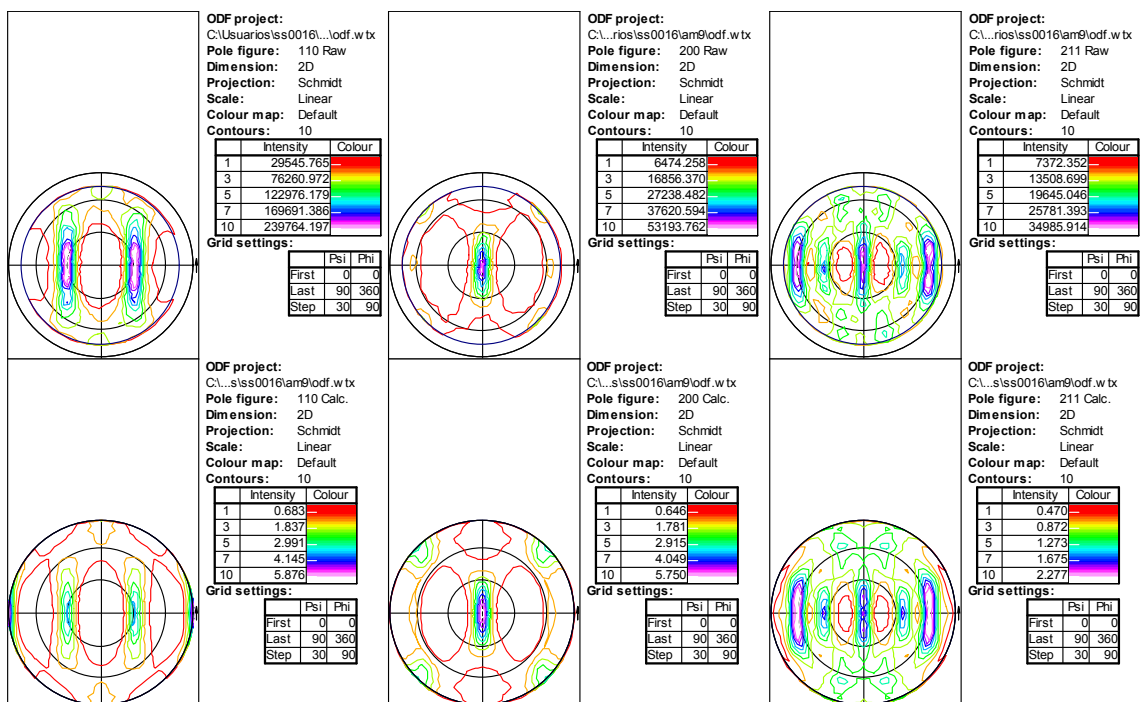 ODF project:
C:\Usuarios\ss0016\...\odf.wtx
Pole figure: 110 Raw
Dimension: 2D
Projection: Schmidt
Scale: Linear
Colour map: Default
Contours: 10
Intensity Colour
1 29545.765
3 76260.972
5 122976.179
7 169691.386
10 239764.197
Grid settings:
Psi Phi
First 0 0
Last 90 360
Step 30 90
ODF project:
C:\...rios\ss0016\am9\odf.wtx
Pole figure: 200 Raw
Dimension: 2D
Projection: Schmidt
Scale: Linear
Colour map: Default
Contours: 10
Intensity Colour
1 6474.258
3 16856.370
5 27238.482
7 37620.594
10 53193.762
Grid settings:
Psi Phi
First 0 0
Last 90 360
Step 30 90
ODF project:
C:\...rios\ss0016\am9\odf.wtx
Pole figure: 211 Raw
Dimension: 2D
Projection: Schmidt
Scale: Linear
Colour map: Default
Contours: 10
Intensity Colour
1 7372.352
3 13508.699
5 19645.046
7 25781.393
10 34985.914
Grid settings:
Psi Phi
First 0 0
Last 90 360
Step 30 90
ODF project:
C:\...s\ss0016\am9\odf.wtx
Pole figure: 110 Calc.
Dimension: 2D
Projection: Schmidt
Scale: Linear
Colour map: Default
Contours: 10
Intensity Colour
1 0.683
3 1.837
5 2.991
7 4.145
10 5.876
Grid settings:
Psi Phi
First 0 0
Last 90 360
Step 30 90
ODF project:
C:\...s\ss0016\am9\odf.wtx
Pole figure: 200 Calc.
Dimension: 2D
Projection: Schmidt
Scale: Linear
Colour map: Default
Contours: 10
Intensity Colour
1 0.646
3 1.781
5 2.915
7 4.049
10 5.750
Grid settings:
Psi Phi
First 0 0
Last 90 360
Step 30 90
ODF project:
C:\...s\ss0016\am9\odf.wtx
Pole figure: 211 Calc.
Dimension: 2D
Projection: Schmidt
Scale: Linear
Colour map: Default
Contours: 10
Intensity Colour
1 0.470
3 0.872
5 1.273
7 1.675
10 2.277
Grid settings:
Psi Phi
First 0 0
Last 90 360
Step 30 90